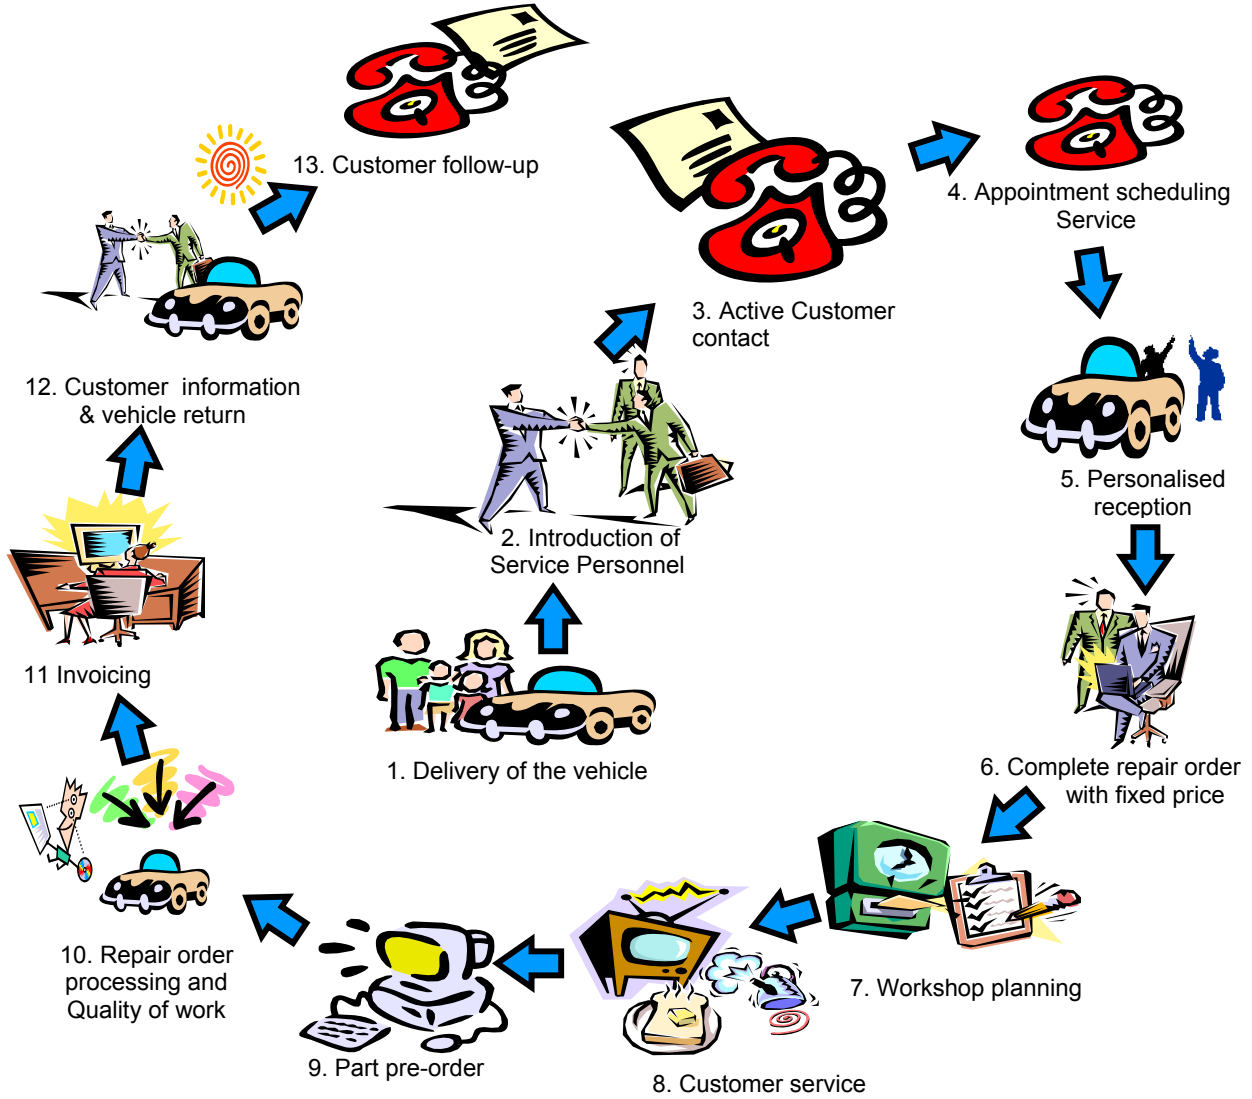 1. Delivery of the vehicle
2. Introduction of
Service Personnel
3. Active Customer
contact
4. Appointment scheduling
Service
5. Personalised
reception
6. Complete repair order
with fixed price
7. Workshop planning
8. Customer service
9. Part pre-order
10. Repair order
processing and
Quality of work
11 Invoicing
12. Customer  information
& vehicle return
13. Customer follow-up